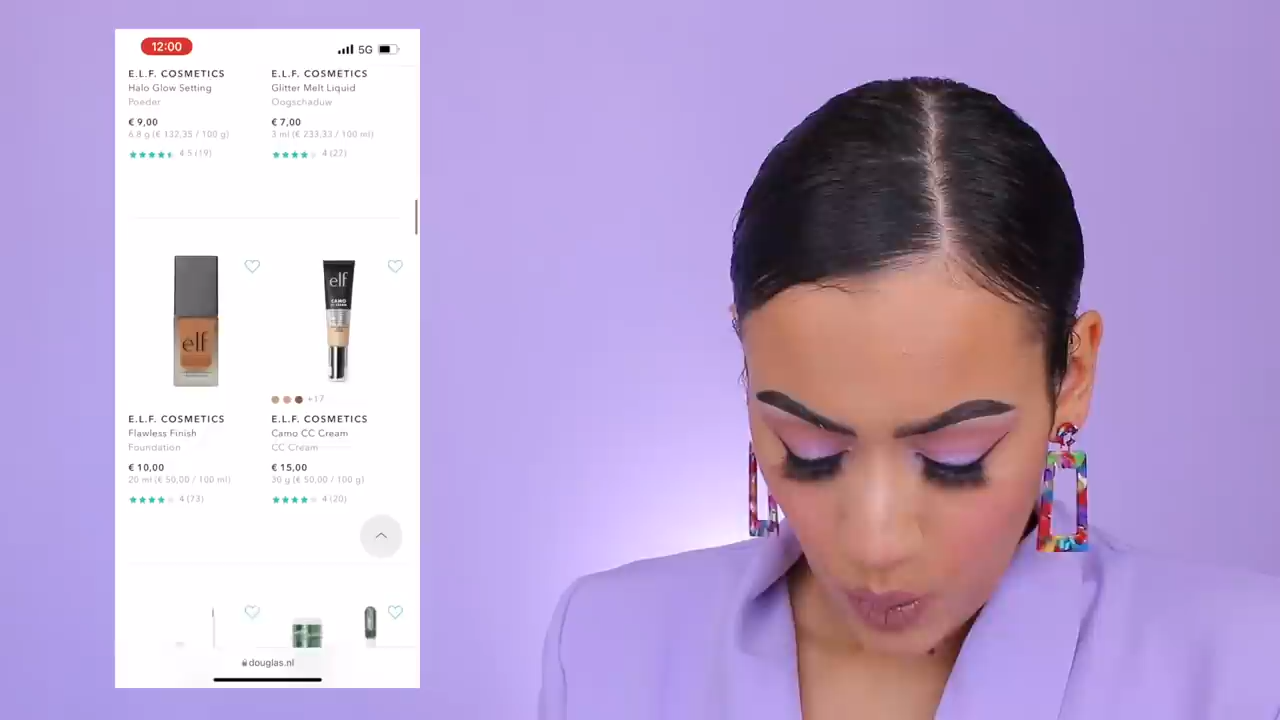 12:00
5G
E.L.F. COSMETICS
Halo Glow Setting
Poeder
€ 9,00
6.8 g (€ 132,35 / 100 g)
4.5 (19)
E.L.F. COSMETICS
Glitter Melt Liquid
Oogschaduw
€ 7,00
3 ml (€ 233,33 / 100 ml)
4 (27)
elf
E.L.F. COSMETICS
Flawless Finish
Foundation
€ 10,00
20 ml (€ 50,00 / 100 ml)
4 (73)
elf
CAMO
+17
E.L.F. COSMETICS
Camo CC Cream
CC Cream
€ 15,00
30 g (€ 50,00 / 100 g)
4 (20)
douglas.nl